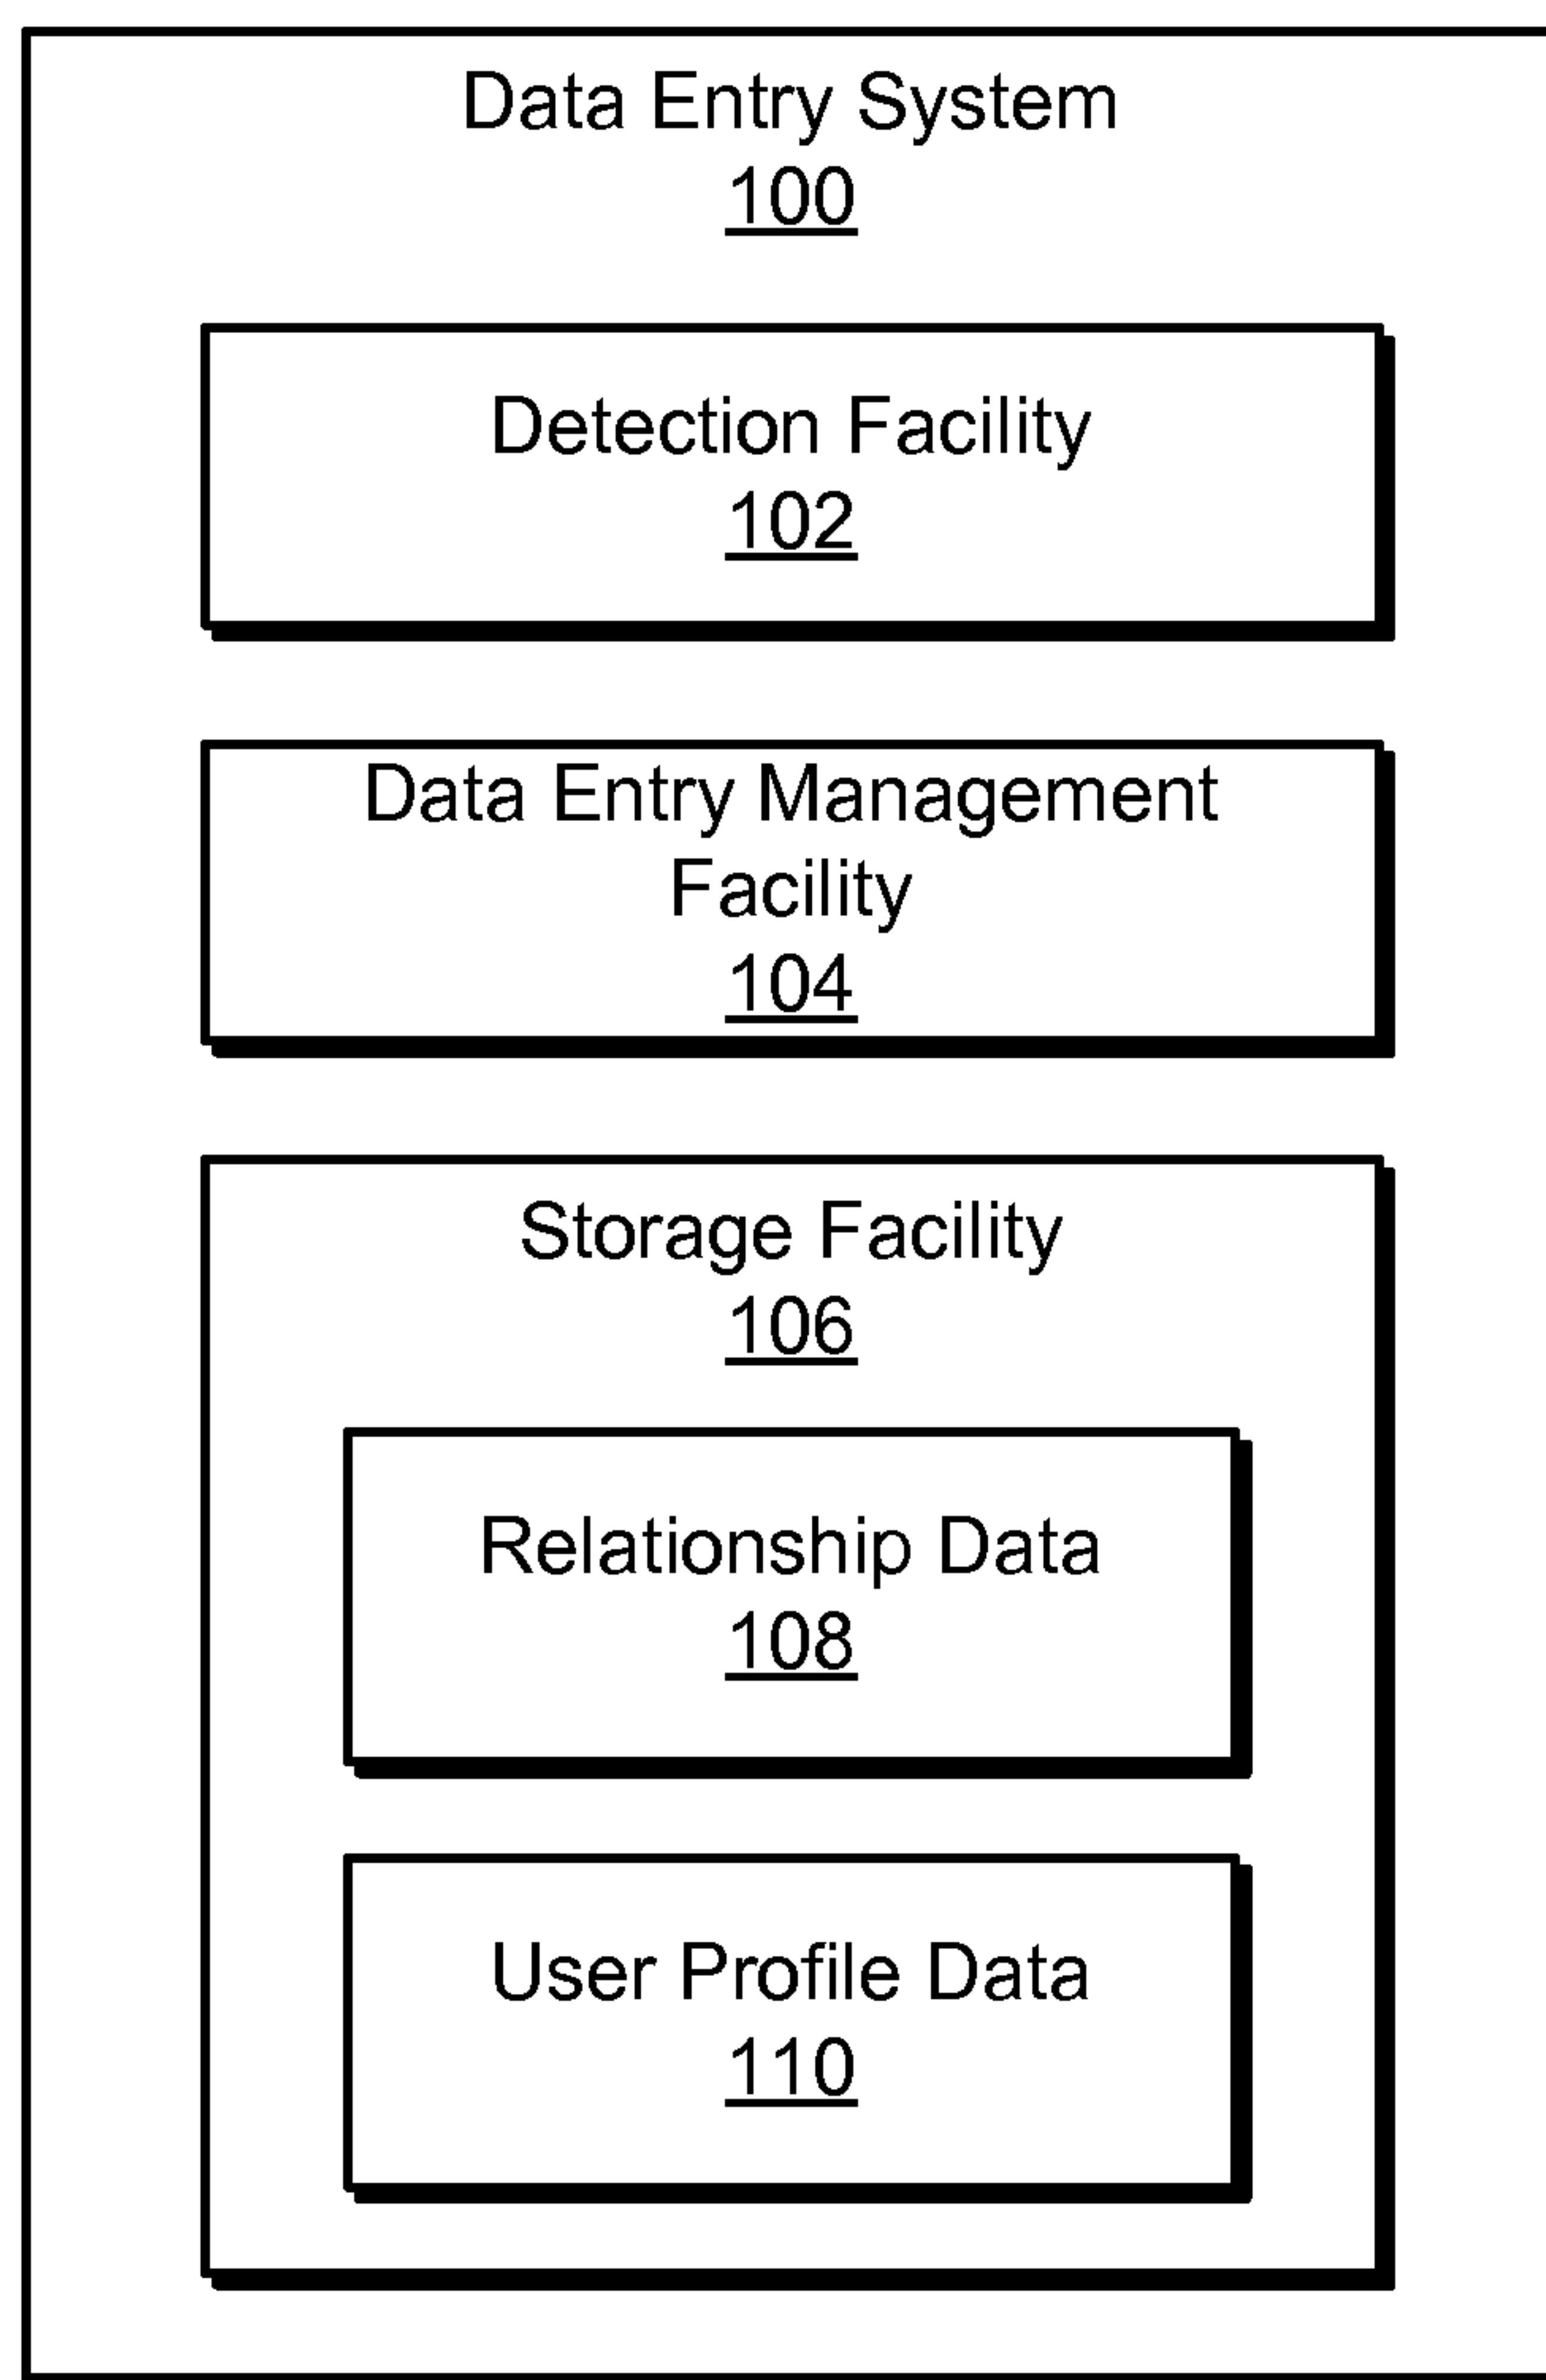 Data Entry System
100
Detection Facility
102
Data Entry Management
Facility
104
Storage Facility
106
Relationship Data
108
User Profile Data
110